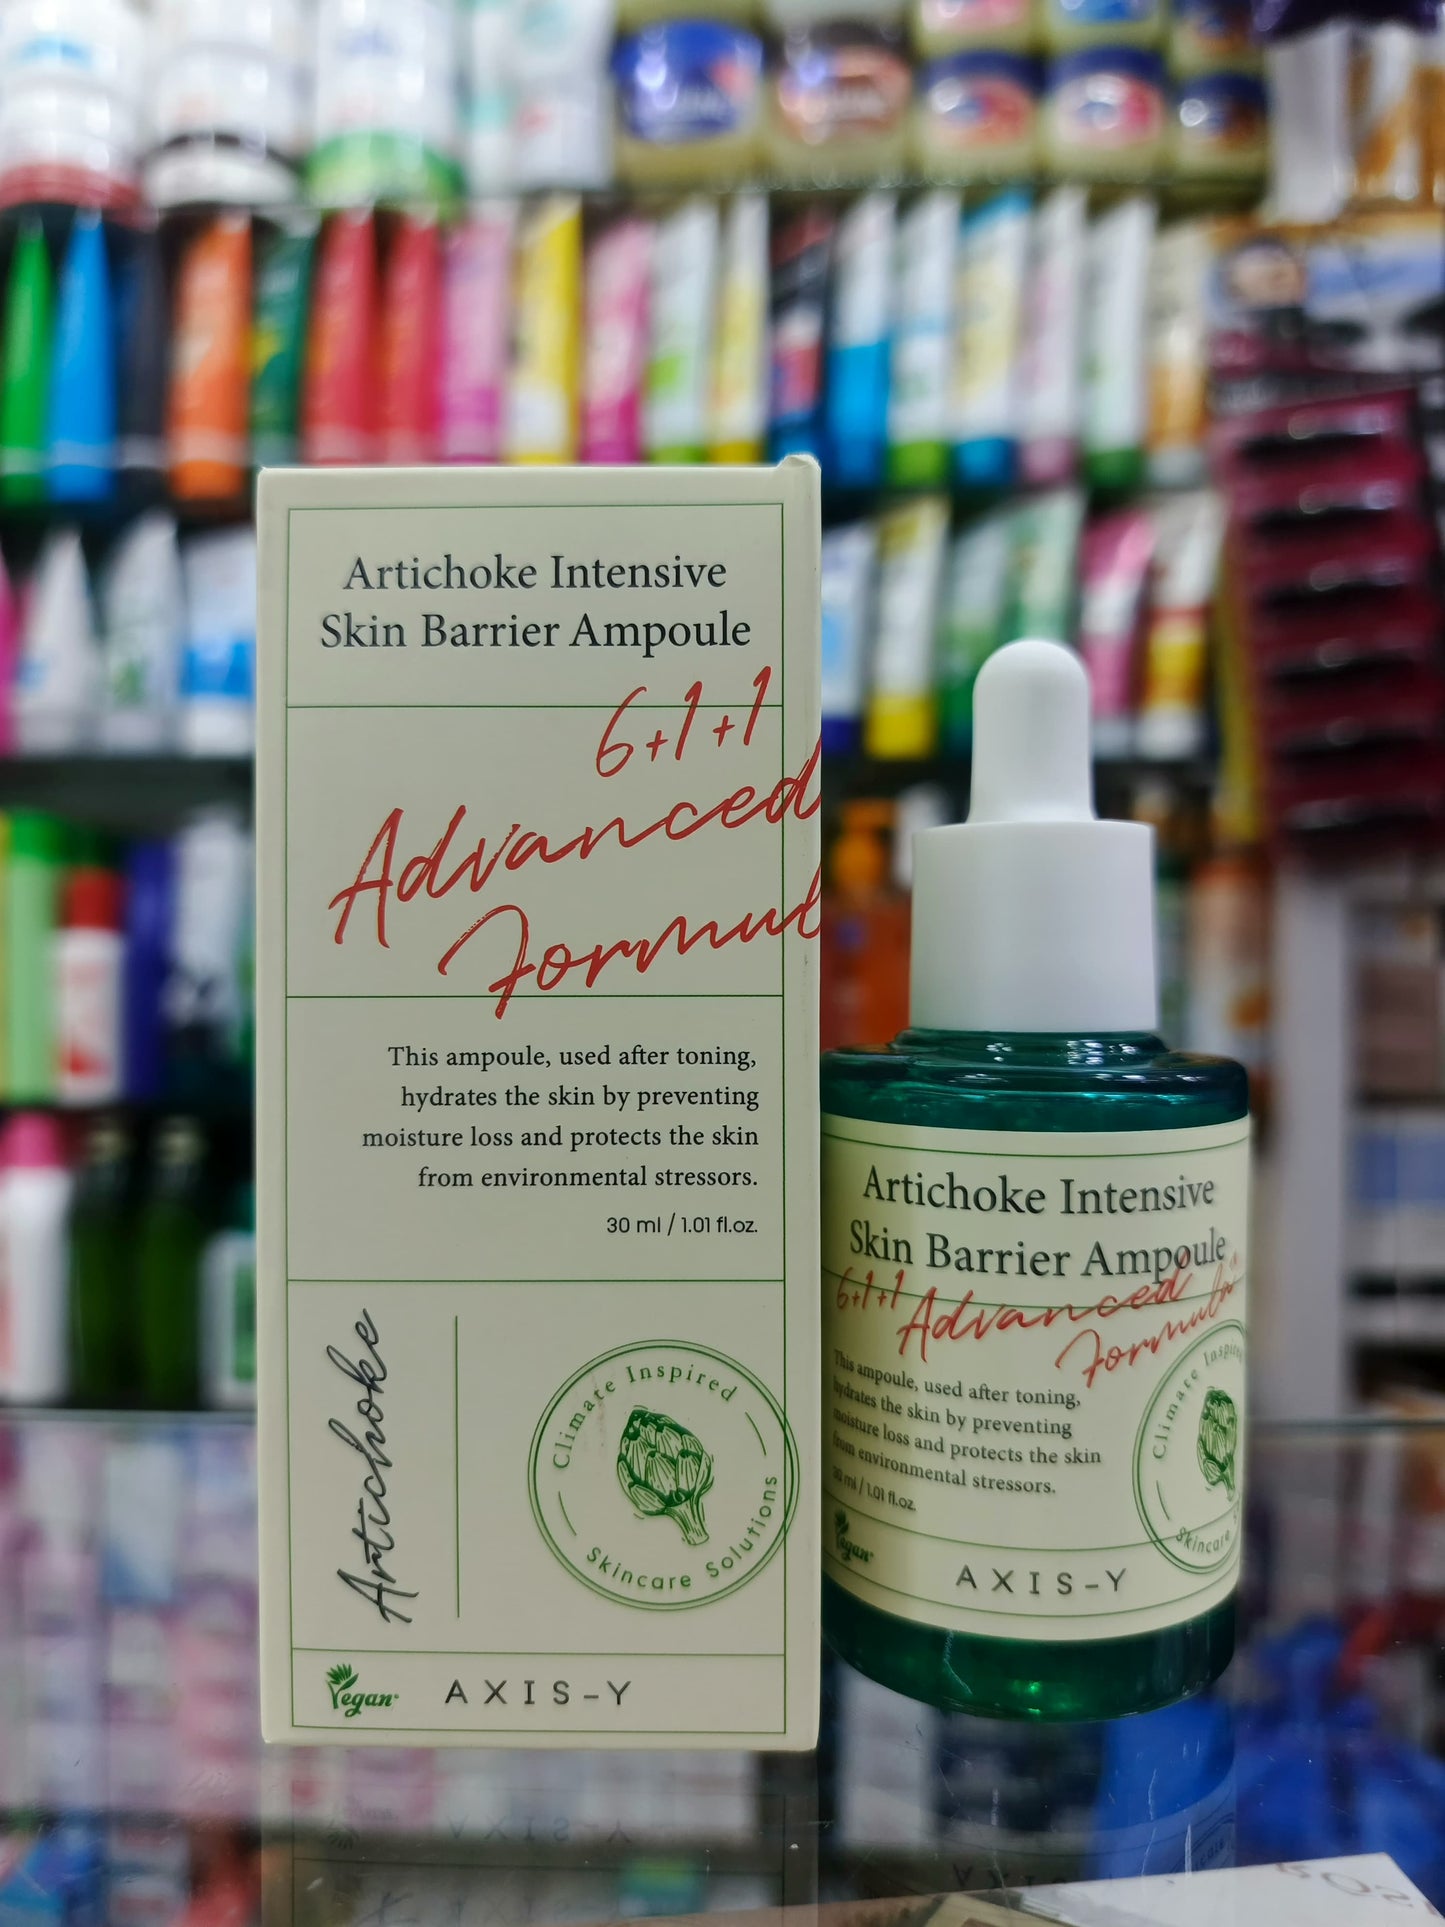 Artichoke Intensive
Skin Barrier Ampoule
6+1+1
Advanced
Formul
This ampoule, used after toning,
hydrates the skin by preventing
moisture loss and protects the skin
from environmental stressors.
30 ml / 1.01 fl.oz.
Artichoke
Climate Inspired
Skincare Solutions
Vegan
AXIS-Y
Artichoke Intensive
Skin Barrier Ampoule
6+1+1 Advanced
Formula
This ampoule, used after toning,
hydrates the skin by preventing
moisture loss and protects the skin
from environmental stressors.
30 ml / 1.01 fl.oz.
Climate Inspired
Skincare
Vegan
AXIS-Y